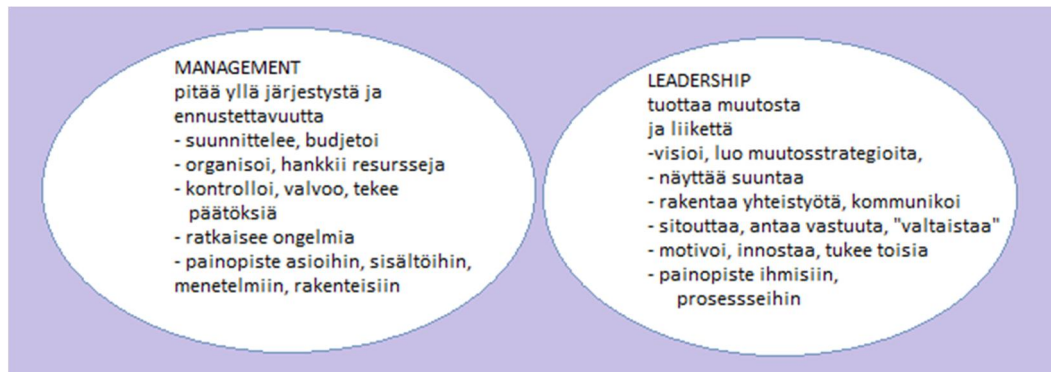 MANAGEMENT
pitää yllä järjestystä ja
ennustettavuutta
- suunnittelee, budjetoi
- organisoi, hankkii resursseja
- kontrolloi, valvoo, tekee
päätöksiä
- ratkaisee ongelmia
- painopiste asioihin, sisältöihin,
menetelmiin, rakenteisiin
LEADERSHIP
tuottaa muutosta
ja liikettä
-visioi, luo muutosstrategioita,
- näyttää suuntaa
- rakentaa yhteistyötä, kommunikoi
- sitouttaa, antaa vastuuta, "valtaistaa"
- motivoi, innostaa, tukee toisia
- painopiste ihmisiin,
prosessseihin